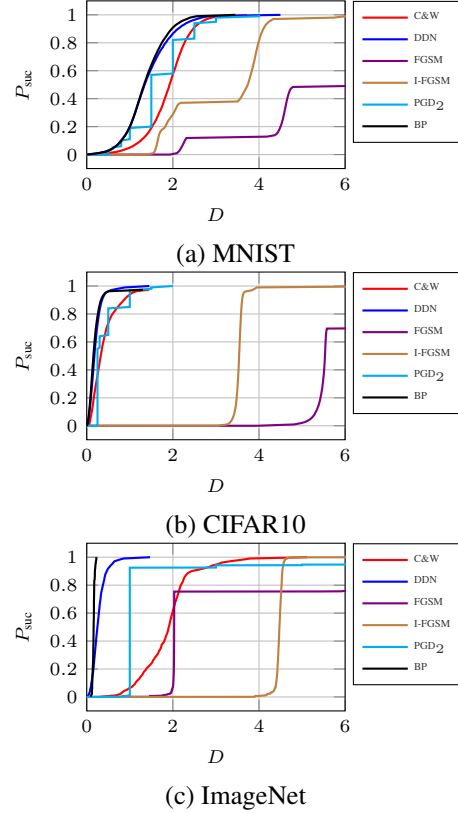 1
0.8
0.6
0.4
0.2
0
P_suc
0 2 4 6
D
C&W
DDN
FGSM
I-FGSM
PGD₂
BP
(a) MNIST
1
0.8
0.6
0.4
0.2
0
P_suc
0 2 4 6
D
C&W
DDN
FGSM
I-FGSM
PGD₂
BP
(b) CIFAR10
1
0.8
0.6
0.4
0.2
0
P_suc
0 2 4 6
D
C&W
DDN
FGSM
I-FGSM
PGD₂
BP
(c) ImageNet